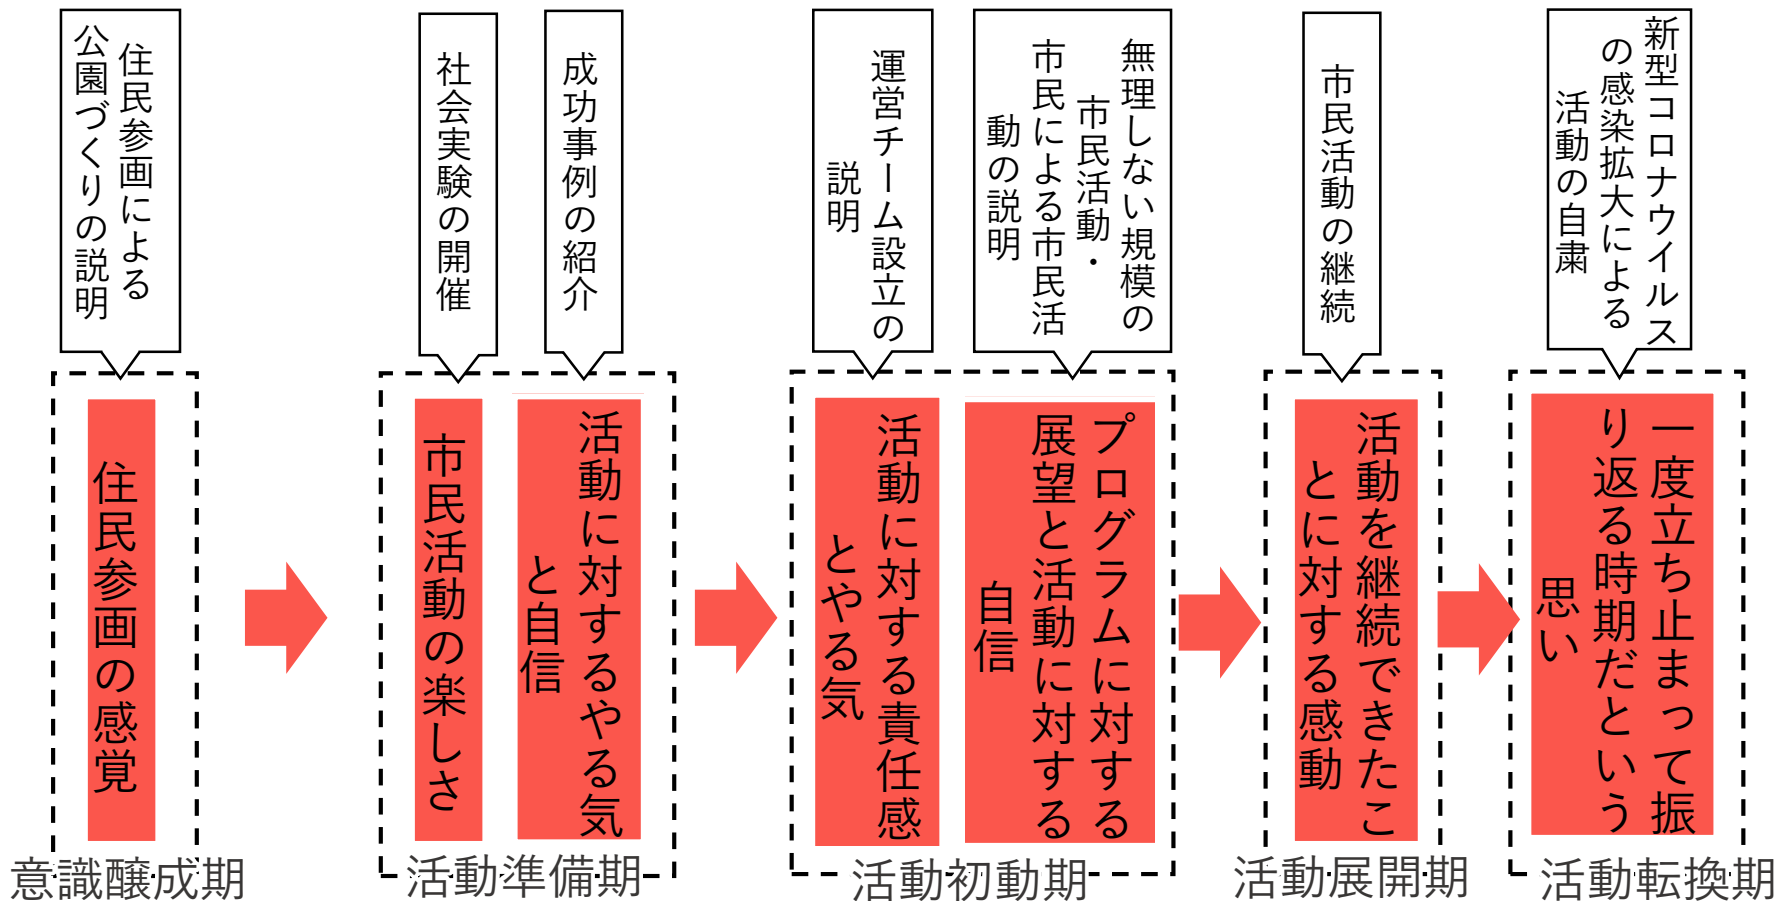 住民参画による
公園づくりの説明
社会実験の開催
成功事例の紹介
運営チーム設立の
説明
無理しない規模の
市民活動・
市民による市民活
動の説明
市民活動の継続
新型コロナウイルス
の感染拡大による
活動の自粛
住民参画の感覚
市民活動の楽しさ
活動に対するやる気
と自信
活動に対する責任感
とやる気
プログラムに対する
展望と活動に対する
自信
活動を継続できたこ
とに対する感動
一度立ち止まって振
り返る時期だという
思い
意識醸成期
活動準備期
活動初動期
活動展開期
活動転換期